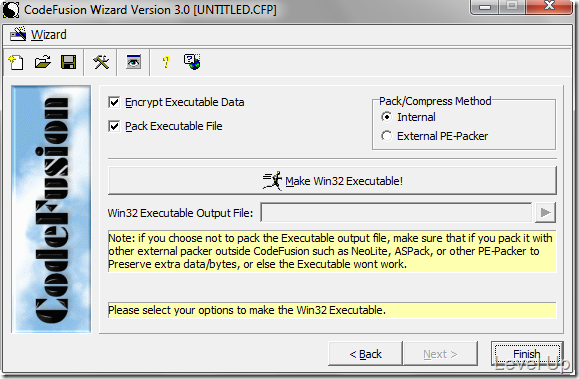 CodeFusion Wizard Version 3.0 [UNTITLED.CFP]
Wizard
CodeFusion
Encrypt Executable Data
Pack Executable File
Pack/Compress Method
Internal
External PE-Packer
Make Win32 Executable!
Win32 Executable Output File:
Note: if you choose not to pack the Executable output file, make sure that if you pack it with
other external packer outside CodeFusion such as NeoLite, ASPack, or other PE-Packer to
Preserve extra data/bytes, or else the Executable wont work.
Please select your options to make the Win32 Executable.
< Back
Next >
Finish
Level Up